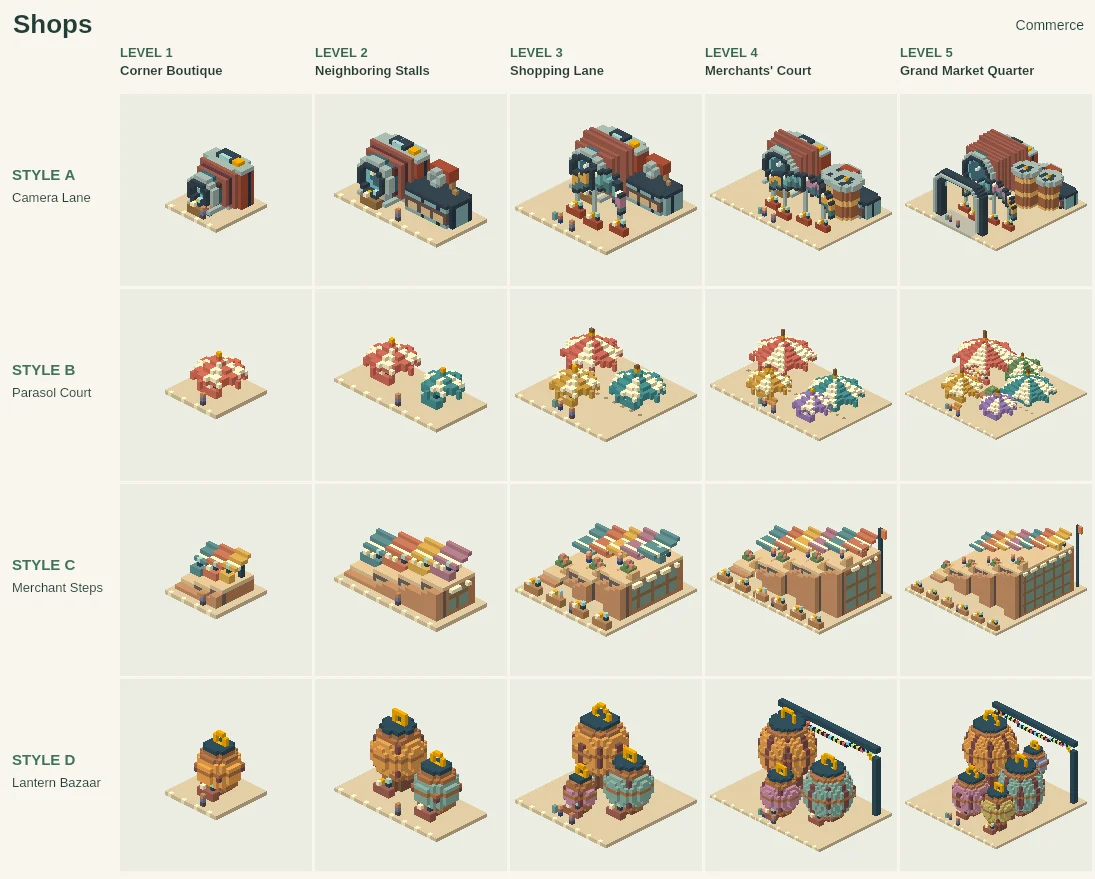 Shops
Commerce
LEVEL 1
Corner Boutique
LEVEL 2
Neighboring Stalls
LEVEL 3
Shopping Lane
LEVEL 4
Merchants' Court
LEVEL 5
Grand Market Quarter
STYLE A
Camera Lane
STYLE B
Parasol Court
STYLE C
Merchant Steps
STYLE D
Lantern Bazaar